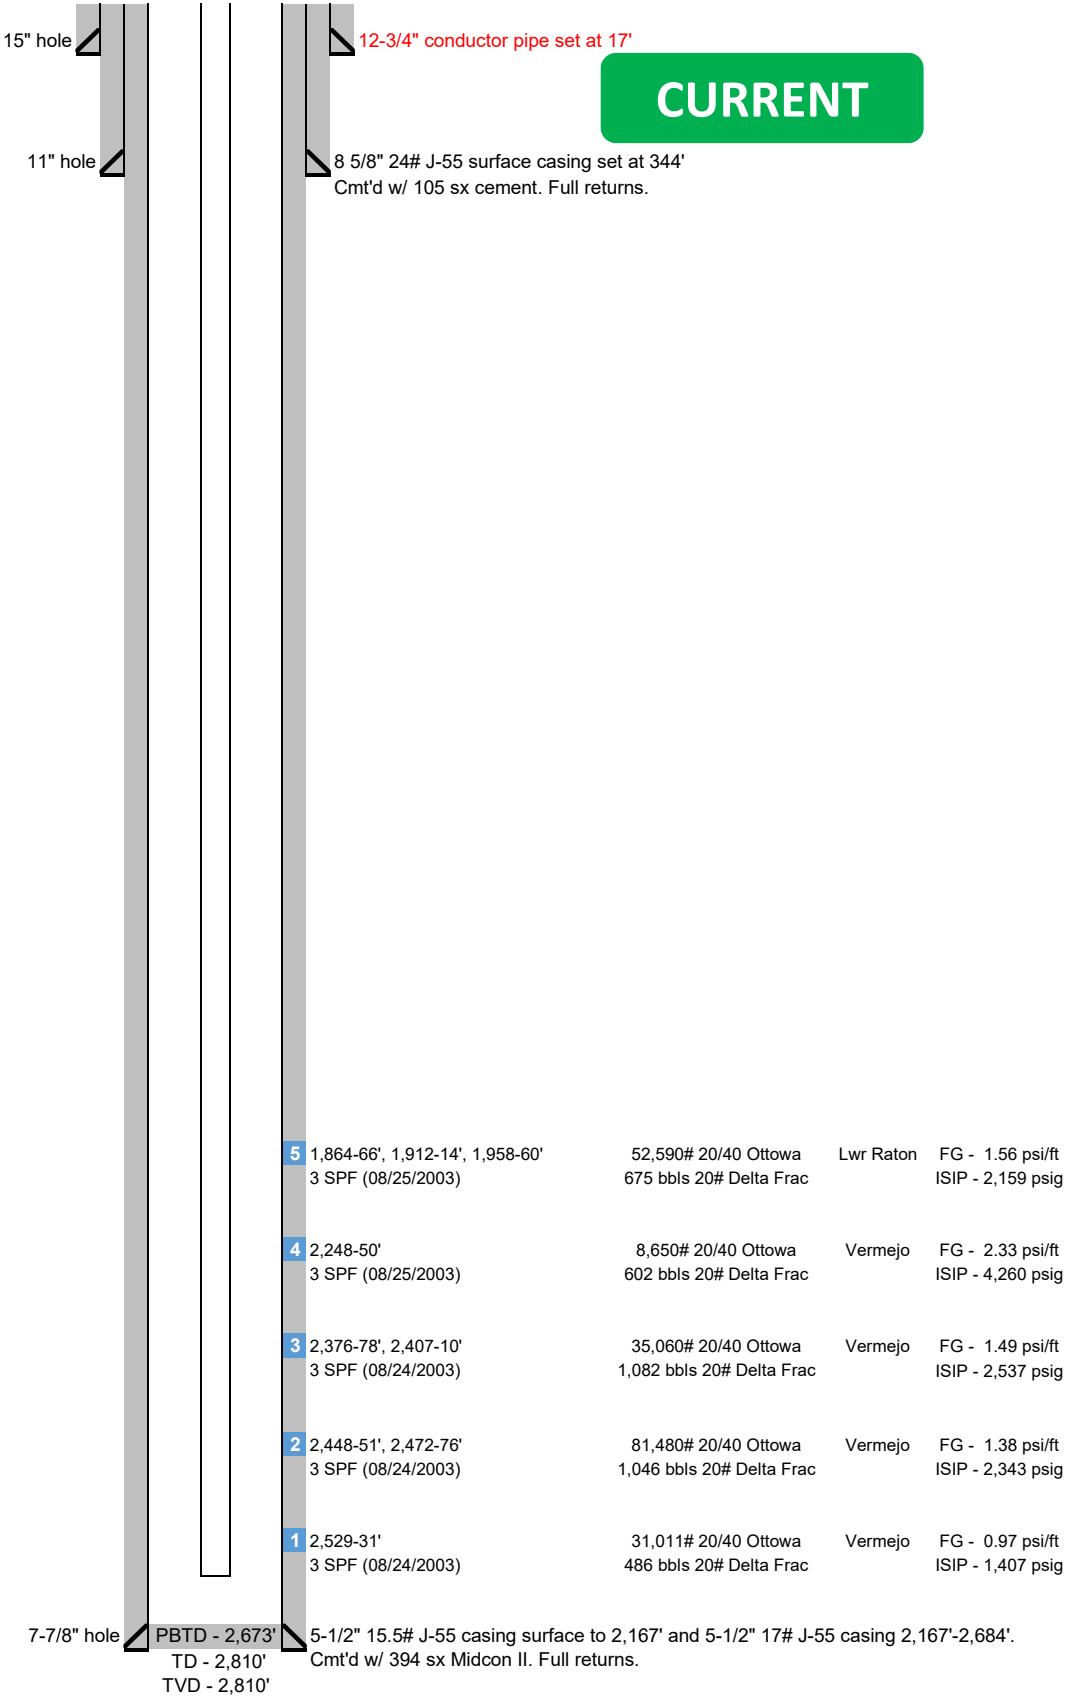 15" hole
12-3/4" conductor pipe set at 17'
CURRENT
11" hole
8 5/8" 24# J-55 surface casing set at 344'
Cmt'd w/ 105 sx cement. Full returns.
5 1,864-66', 1,912-14', 1,958-60' 52,590# 20/40 Ottowa Lwr Raton FG - 1.56 psi/ft
3 SPF (08/25/2003) 675 bbls 20# Delta Frac ISIP - 2,159 psig
4 2,248-50' 8,650# 20/40 Ottowa Vermejo FG - 2.33 psi/ft
3 SPF (08/25/2003) 602 bbls 20# Delta Frac ISIP - 4,260 psig
3 2,376-78', 2,407-10' 35,060# 20/40 Ottowa Vermejo FG - 1.49 psi/ft
3 SPF (08/24/2003) 1,082 bbls 20# Delta Frac ISIP - 2,537 psig
2 2,448-51', 2,472-76' 81,480# 20/40 Ottowa Vermejo FG - 1.38 psi/ft
3 SPF (08/24/2003) 1,046 bbls 20# Delta Frac ISIP - 2,343 psig
1 2,529-31' 31,011# 20/40 Ottowa Vermejo FG - 0.97 psi/ft
3 SPF (08/24/2003) 486 bbls 20# Delta Frac ISIP - 1,407 psig
7-7/8" hole PBTD - 2,673' 5-1/2" 15.5# J-55 casing surface to 2,167' and 5-1/2" 17# J-55 casing 2,167'-2,684'.
TD - 2,810' Cmt'd w/ 394 sx Midcon II. Full returns.
TVD - 2,810'